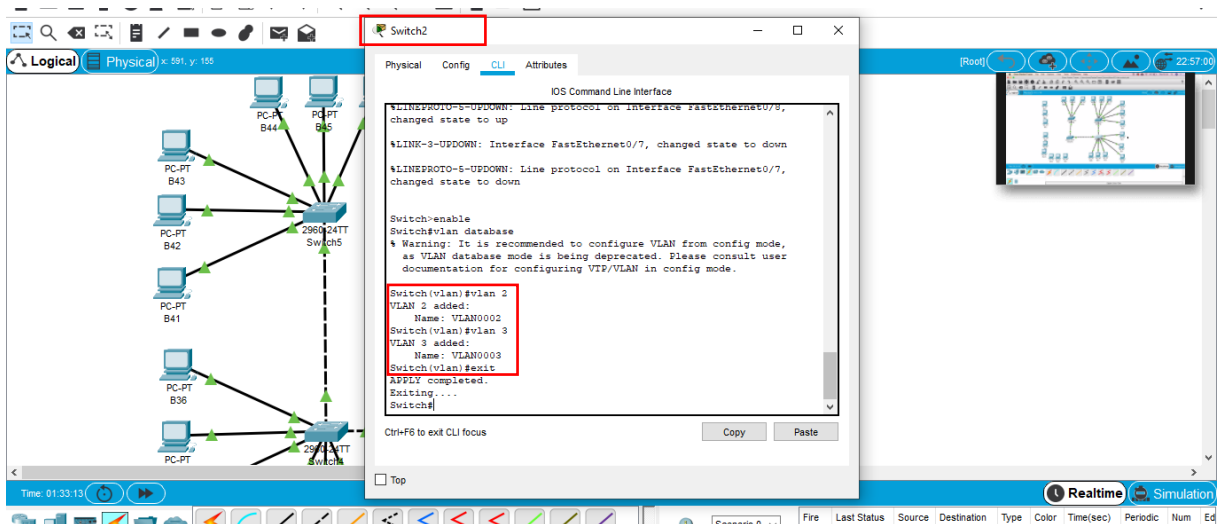 Switch2
Logical
Physical
x: 591, y: 155
[Root]
22:57:00
Physical
Config
CLI
Attributes
IOS Command Line Interface
%LINEPROTO-5-UPDOWN: Line protocol on Interface FastEthernet0/8,
changed state to up
%LINK-3-UPDOWN: Interface FastEthernet0/7, changed state to down
%LINEPROTO-5-UPDOWN: Line protocol on Interface FastEthernet0/7,
changed state to down
Switch>enable
Switch#vlan database
% Warning: It is recommended to configure VLAN from config mode,
as VLAN database mode is being deprecated. Please consult user
documentation for configuring VTP/VLAN in config mode.
Switch(vlan)#vlan 2
VLAN 2 added:
Name: VLAN0002
Switch(vlan)#vlan 3
VLAN 3 added:
Name: VLAN0003
Switch(vlan)#exit
APPLY completed.
Exiting....
Switch#
Ctrl+F6 to exit CLI focus
Copy
Paste
Top
PC-PT
B44
PC-PT
B45
PC-PT
B43
2960-24TT
Switch5
PC-PT
B42
PC-PT
B41
PC-PT
B36
2960-24TT
Switch4
PC-PT
Time: 01:33:13
Realtime
Simulation
Scenario 0
Fire
Last Status
Source
Destination
Type
Color
Time(sec)
Periodic
Num
Ed